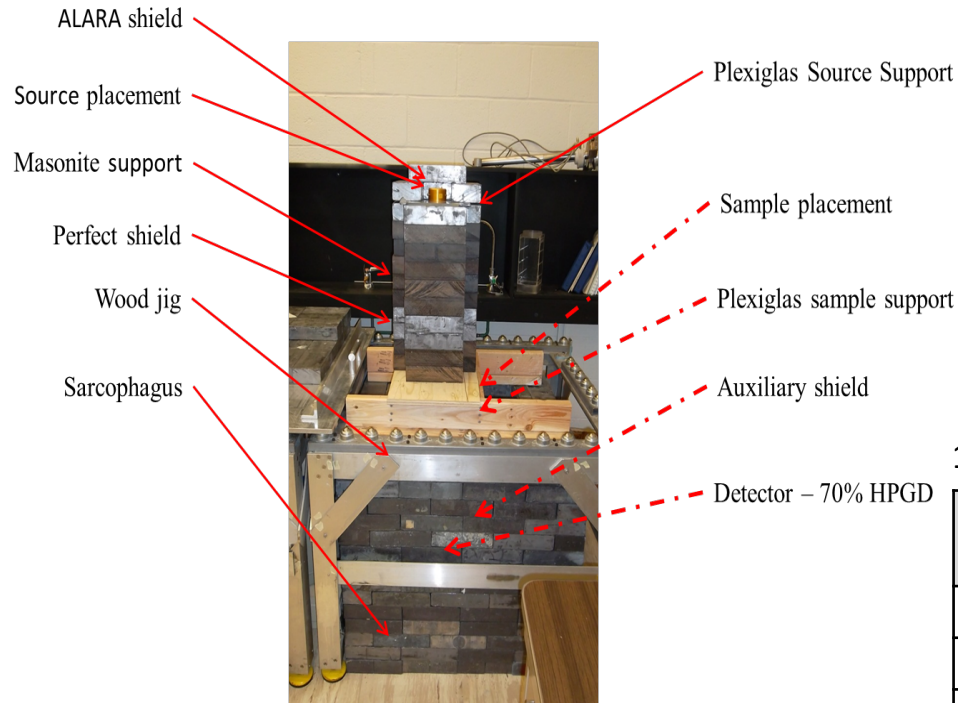 ALARA shield
Source placement
Masonite support
Perfect shield
Wood jig
Sarcophagus
Plexiglas Source Support
Sample placement
Plexiglas sample support
Auxiliary shield
Detector – 70% HPGD